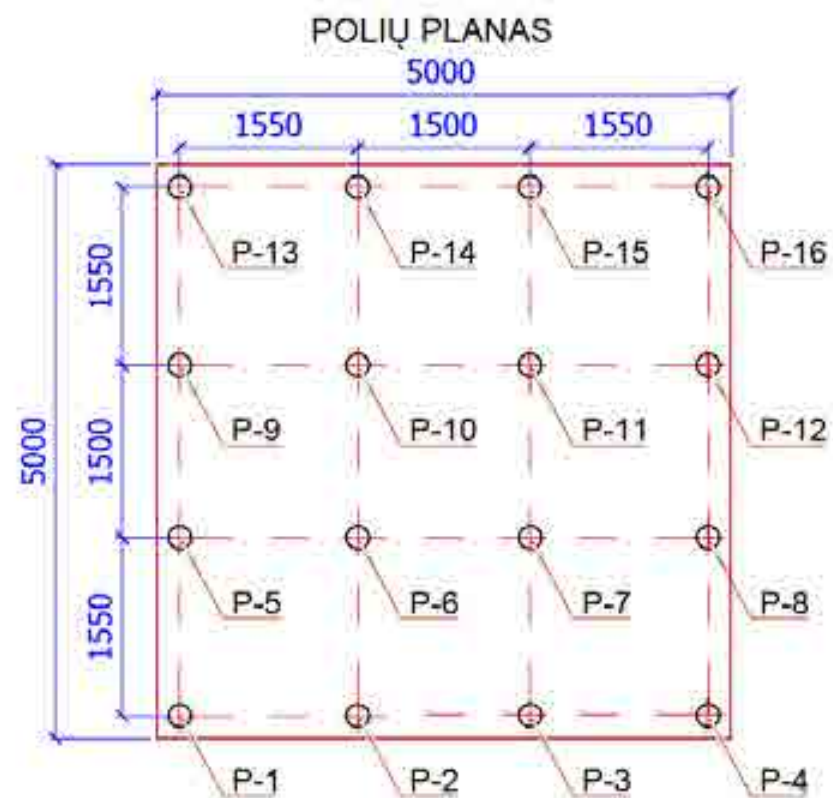 POLIŲ PLANAS
5000
1550 1500 1550
P-13 P-14 P-15 P-16
1550
P-9 P-10 P-11 P-12
5000
1500
P-5 P-6 P-7 P-8
1550
P-1 P-2 P-3 P-4